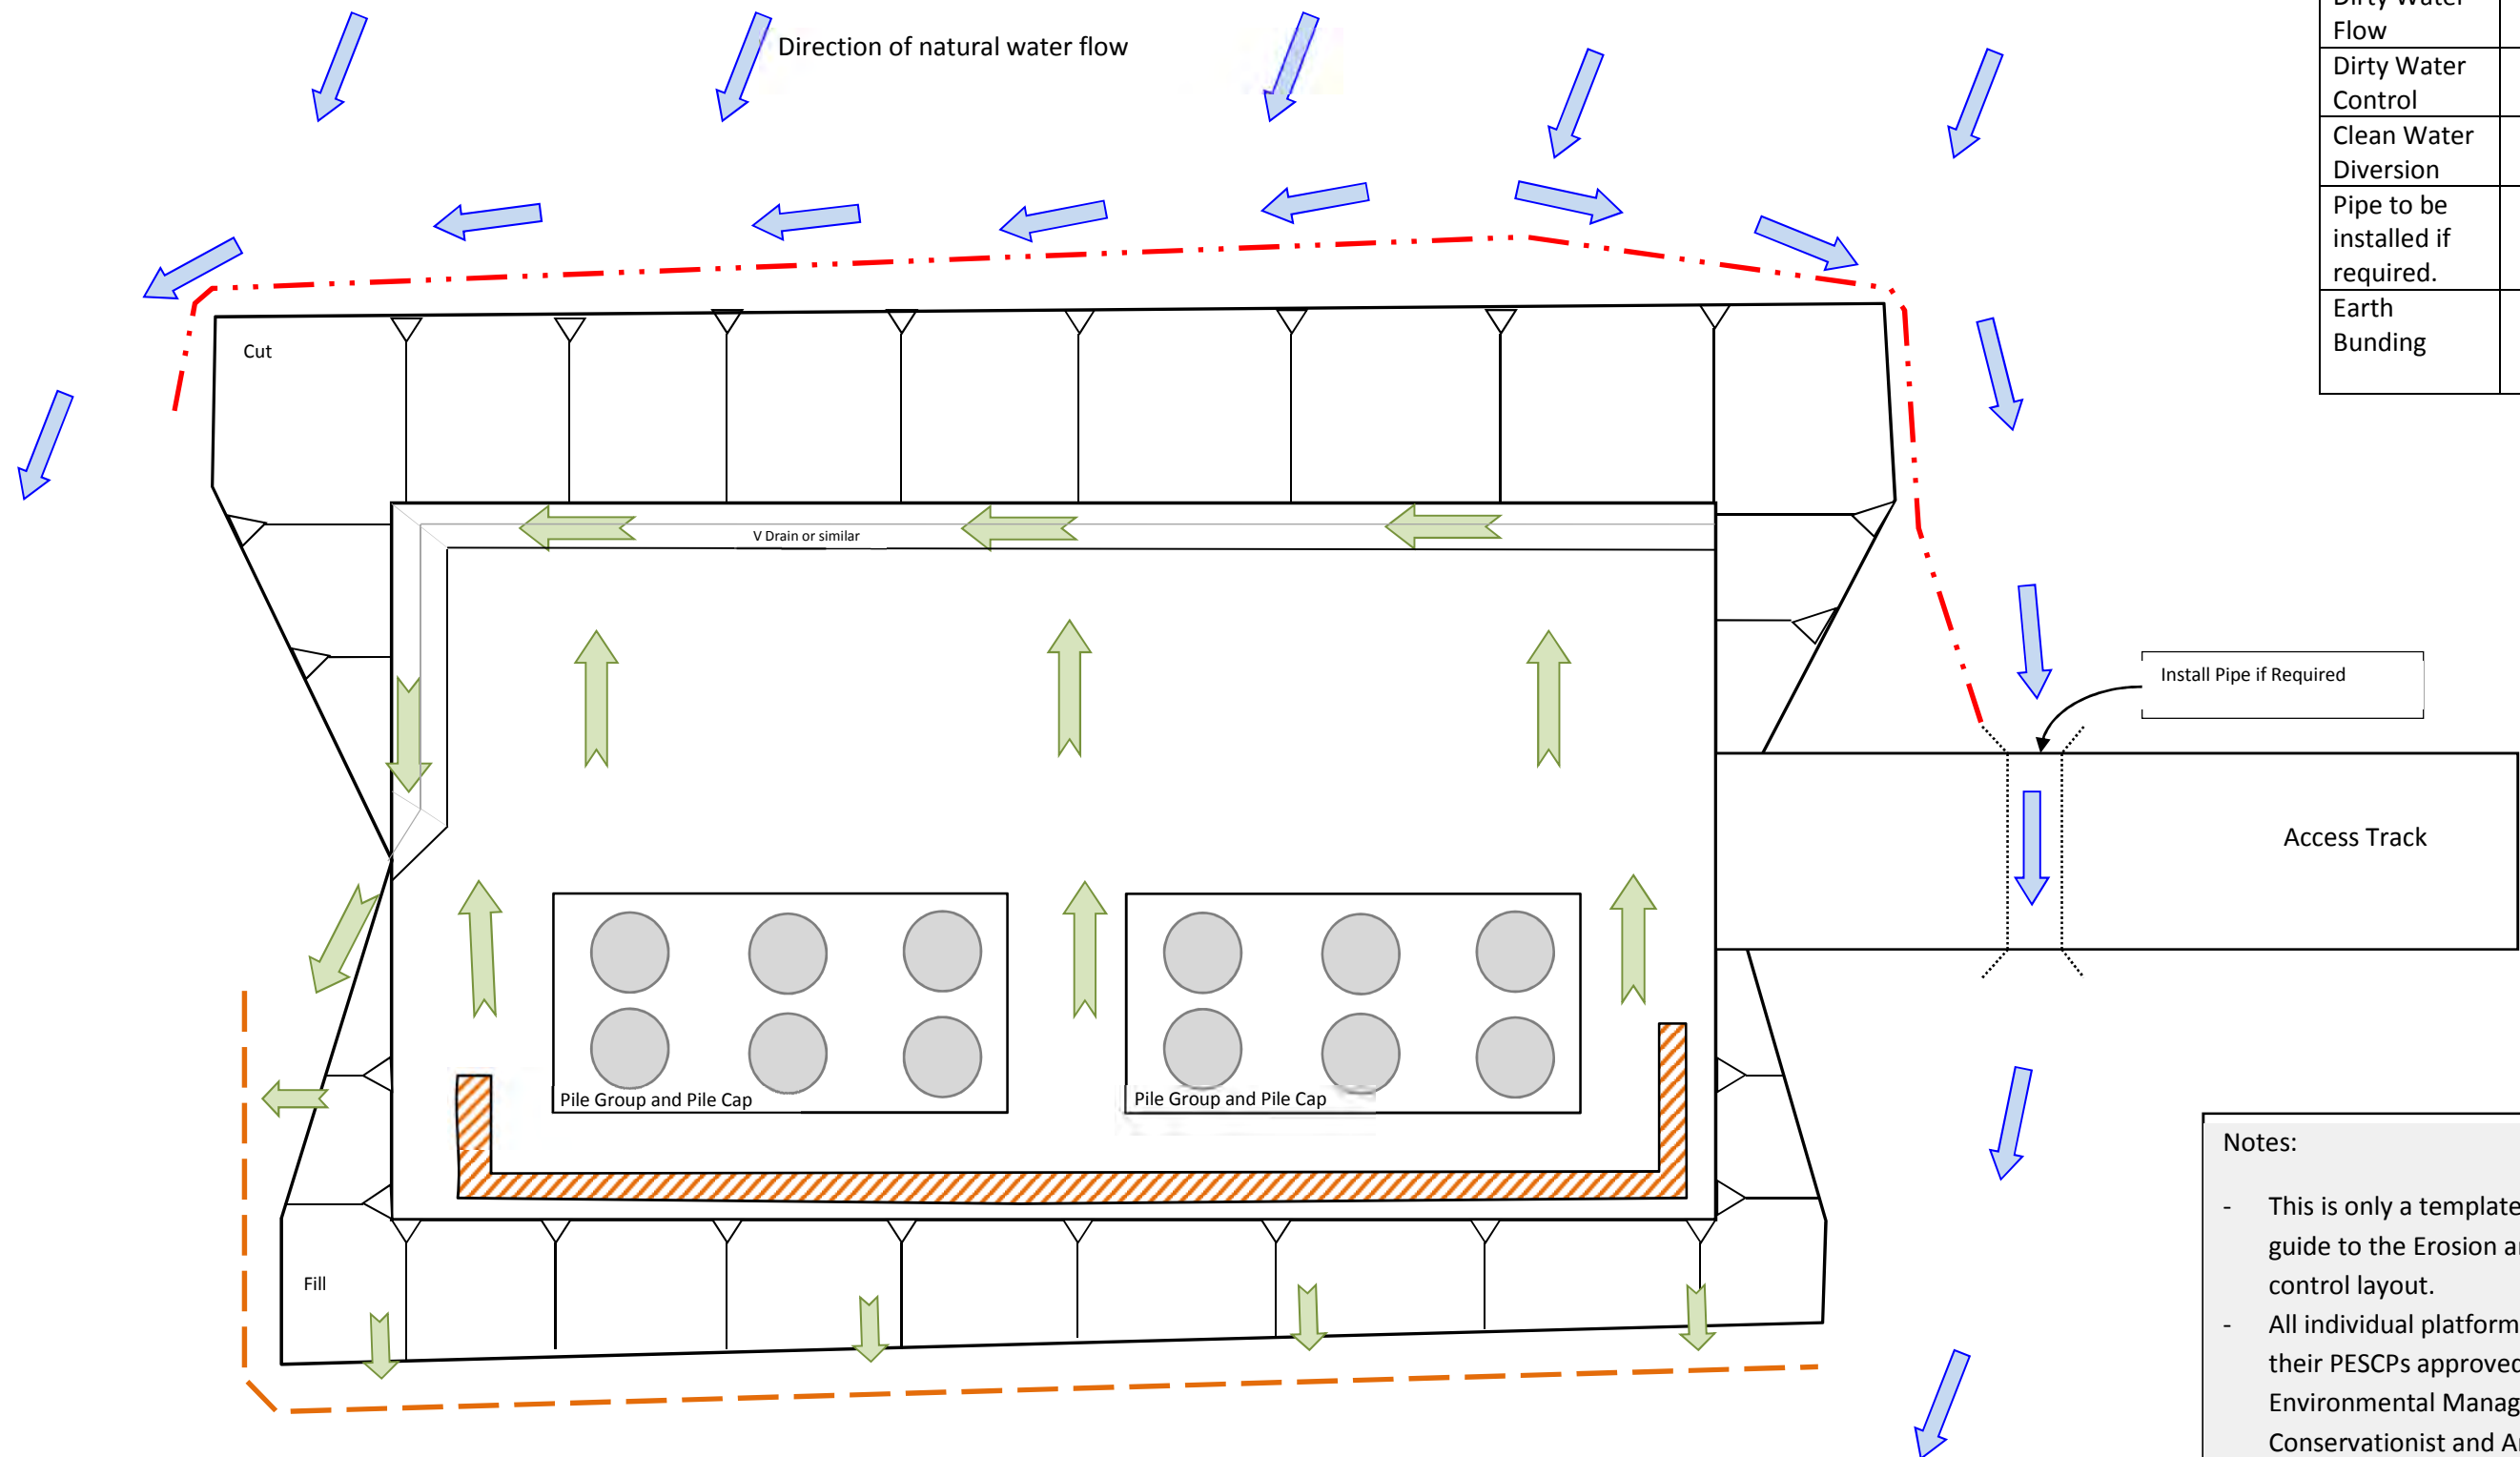 Direction of natural water flow
Dirty Water
Flow
Dirty Water
Control
Clean Water
Diversion
Pipe to be
installed if
required.
Earth
Bunding
Cut
V Drain or similar
Install Pipe if Required
Access Track
Pile Group and Pile Cap
Pile Group and Pile Cap
Fill
Notes:
- This is only a template
guide to the Erosion
control layout.
- All individual platform
their PESCPs approved
Environmental
Conservationist and